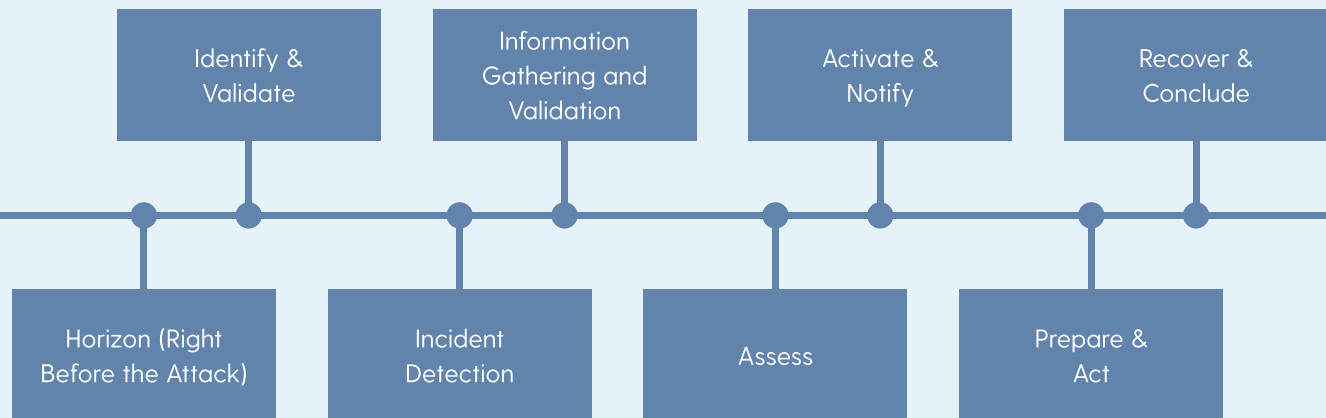 Identify &
Validate
Information
Gathering and
Validation
Activate &
Notify
Recover &
Conclude
Horizon (Right
Before the Attack)
Incident
Detection
Assess
Prepare &
Act